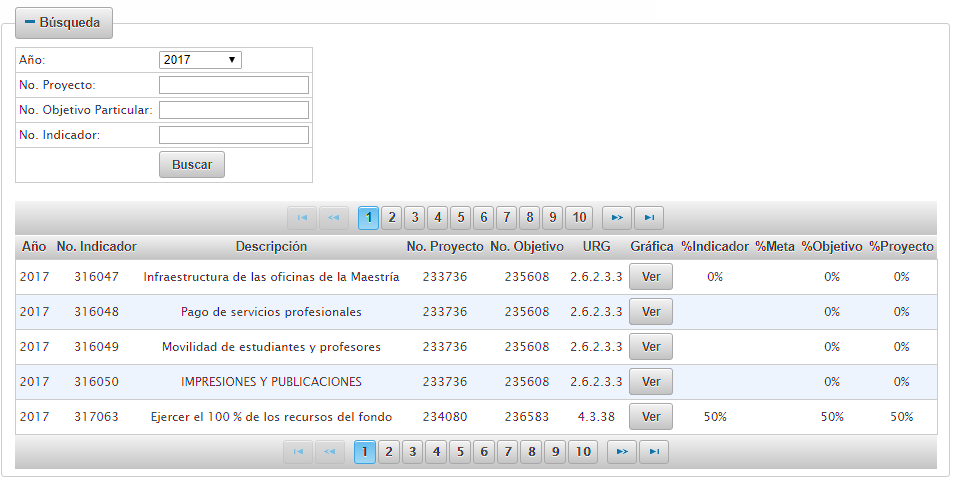 Búsqueda
Año: 2017
No. Proyecto:
No. Objetivo Particular:
No. Indicador:
Buscar
1 2 3 4 5 6 7 8 9 10
Año No. Indicador Descripción No. Proyecto No. Objetivo URG Gráfica %Indicador %Meta %Objetivo %Proyecto
2017 316047 Infraestructura de las oficinas de la Maestría 233736 235608 2.6.2.3.3 Ver 0% 0% 0%
2017 316048 Pago de servicios profesionales 233736 235608 2.6.2.3.3 Ver 0% 0%
2017 316049 Movilidad de estudiantes y profesores 233736 235608 2.6.2.3.3 Ver 0% 0%
2017 316050 IMPRESIONES Y PUBLICACIONES 233736 235608 2.6.2.3.3 Ver 0% 0%
2017 317063 Ejercer el 100 % de los recursos del fondo 234080 236583 4.3.38 Ver 50% 50% 50%
1 2 3 4 5 6 7 8 9 10